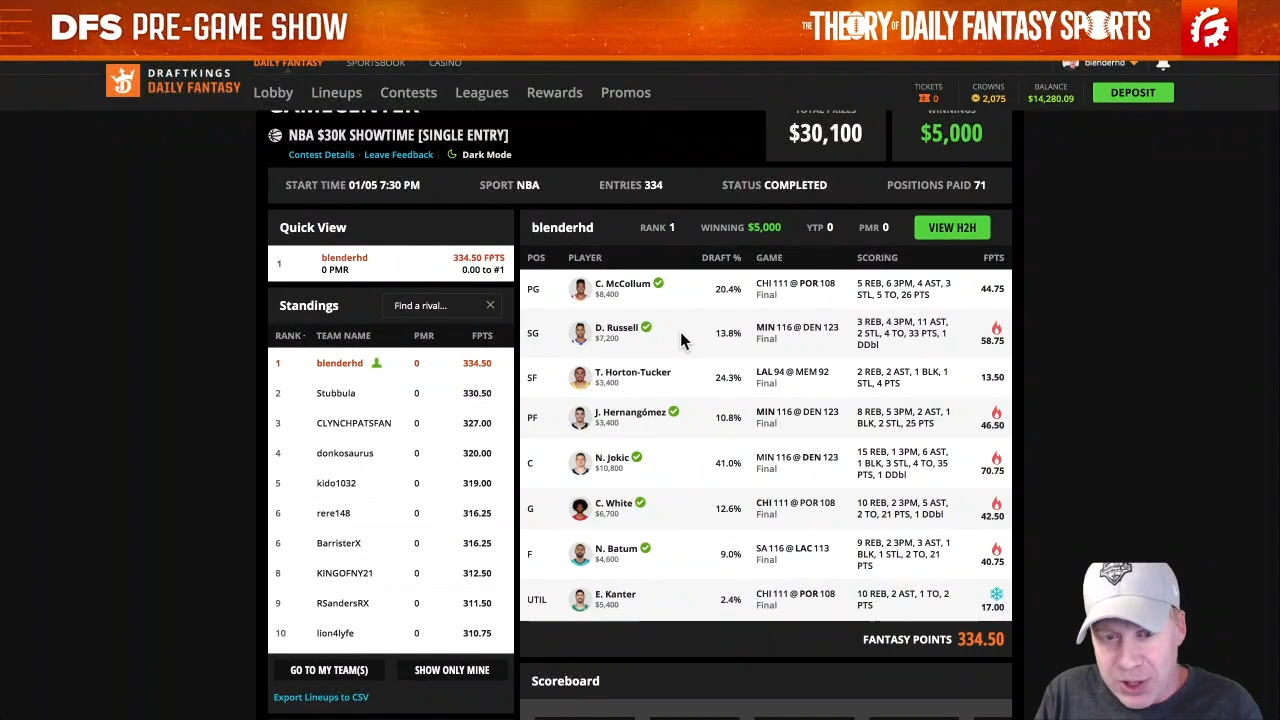 DFS PRE-GAME SHOW
THE THEORY OF DAILY FANTASY SPORTS
DAILY FANTASY SPORTSBOOK CASINO
blenderhd
DRAFTKINGS
DAILY FANTASY
Lobby Lineups Contests Leagues Rewards Promos
TICKETS CROWNS BALANCE
0 2,075 $14,280.09
DEPOSIT
GAMECENTER
TOTAL PRIZES WINNINGS
NBA $30K SHOWTIME [SINGLE ENTRY]
$30,100 $5,000
Contest Details · Leave Feedback Dark Mode
START TIME 01/05 7:30 PM SPORT NBA ENTRIES 334 STATUS COMPLETED POSITIONS PAID 71
Quick View
1 blenderhd 334.50 FPTS
0 PMR 0.00 to #1
Standings Find a rival...
RANK TEAM NAME PMR FPTS
1 blenderhd 0 334.50
2 Stubbula 0 330.50
3 CLYNCHPATSFAN 0 327.00
4 donkosaurus 0 320.00
5 kido1032 0 319.00
6 rere148 0 316.25
6 BarristerX 0 316.25
8 KINGOFNY21 0 312.50
9 RSandersRX 0 311.50
10 lion4lyfe 0 310.75
GO TO MY TEAM(S) SHOW ONLY MINE
Export Lineups to CSV
blenderhd RANK 1 WINNING $5,000 YTP 0 PMR 0 VIEW H2H
POS PLAYER DRAFT % GAME SCORING FPTS
PG C. McCollum 20.4% CHI 111 @ POR 108 5 REB, 6 3PM, 4 AST, 3 44.75
$8,400 Final STL, 5 TO, 26 PTS
SG D. Russell 13.8% MIN 116 @ DEN 123 3 REB, 4 3PM, 11 AST, 58.75
$7,200 Final 2 STL, 4 TO, 33 PTS, 1
DDbl
SF T. Horton-Tucker 24.3% LAL 94 @ MEM 92 2 REB, 2 AST, 1 BLK, 1 13.50
$3,400 Final STL, 4 PTS
PF J. Hernangómez 10.8% MIN 116 @ DEN 123 8 REB, 5 3PM, 2 AST, 1 46.50
$3,400 Final BLK, 2 STL, 25 PTS
C N. Jokic 41.0% MIN 116 @ DEN 123 15 REB, 1 3PM, 6 AST, 70.75
$10,800 Final 1 BLK, 3 STL, 4 TO, 35
PTS, 1 DDbl
G C. White 12.6% CHI 111 @ POR 108 10 REB, 2 3PM, 5 AST, 42.50
$6,700 Final 2 TO, 21 PTS, 1 DDbl
F N. Batum 9.0% SA 116 @ LAC 113 9 REB, 2 3PM, 3 AST, 1 40.75
$4,600 Final BLK, 1 STL, 2 TO, 21
PTS
UTIL E. Kanter 2.4% CHI 111 @ POR 108 10 REB, 2 AST, 1 TO, 2 17.00
$5,400 Final PTS
FANTASY POINTS 334.50
Scoreboard